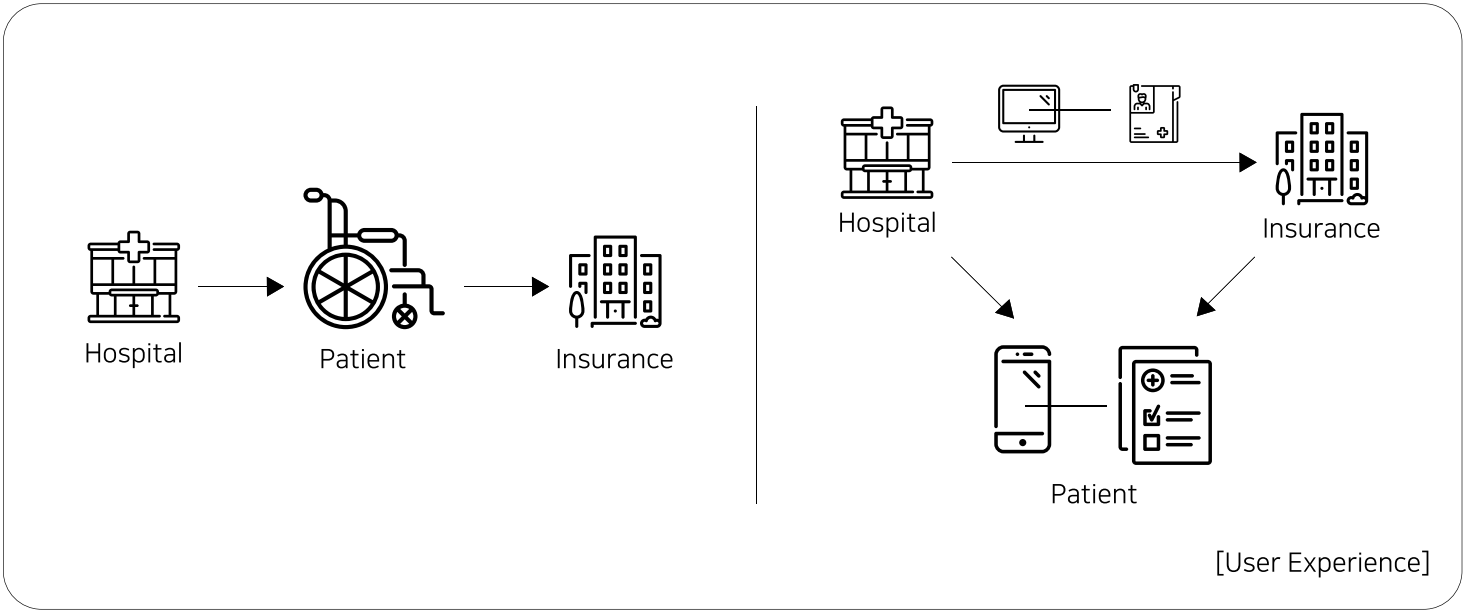 Hospital
Patient
Insurance
Hospital
Insurance
Patient
[User Experience]